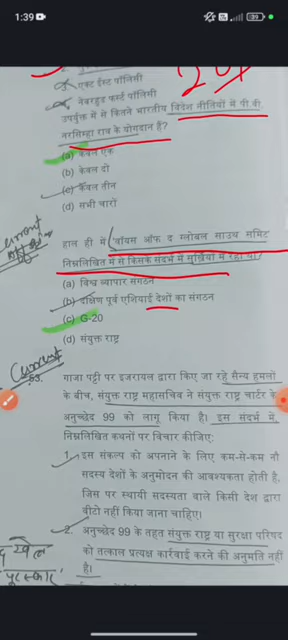 1:39
39
एक्ट ईस्ट पॉलिसी
नेबरहुड फर्स्ट पॉलिसी
उपर्युक्त में से कितने भारतीय विदेश नीतियों में पी वी.
नरसिम्हा राव के योगदान हैं?
(a) केवल एक
(b) केवल दो
(c) केवल तीन
(d) सभी चारों
Current
हाल ही में 'वॉयस ऑफ द ग्लोबल साउथ समिट
निम्नलिखित में से किसके संदर्भ में सुर्खियों में रहा था?
(a) विश्व व्यापार संगठन
(b) दक्षिण पूर्व एशियाई देशों का संगठन
(c) G-20
(d) संयुक्त राष्ट्र
Current
53. गाजा पट्टी पर इजरायल द्वारा किए जा रहे सैन्य हमलों
के बीच, संयुक्त राष्ट्र महासचिव ने संयुक्त राष्ट्र चार्टर के
अनुच्छेद 99 को लागू किया है। इस संदर्भ में
निम्नलिखित कथनों पर विचार कीजिए:
1. इस संकल्प को अपनाने के लिए कम-से-कम नौ
सदस्य देशों के अनुमोदन की आवश्यकता होती है,
जिस पर स्थायी सदस्यता वाले किसी देश द्वारा
वीटो नहीं किया जाना चाहिए।
2. अनुच्छेद 99 के तहत संयुक्त राष्ट्र या सुरक्षा परिषद
को तत्काल प्रत्यक्ष कार्रवाई करने की अनुमति नहीं
है।